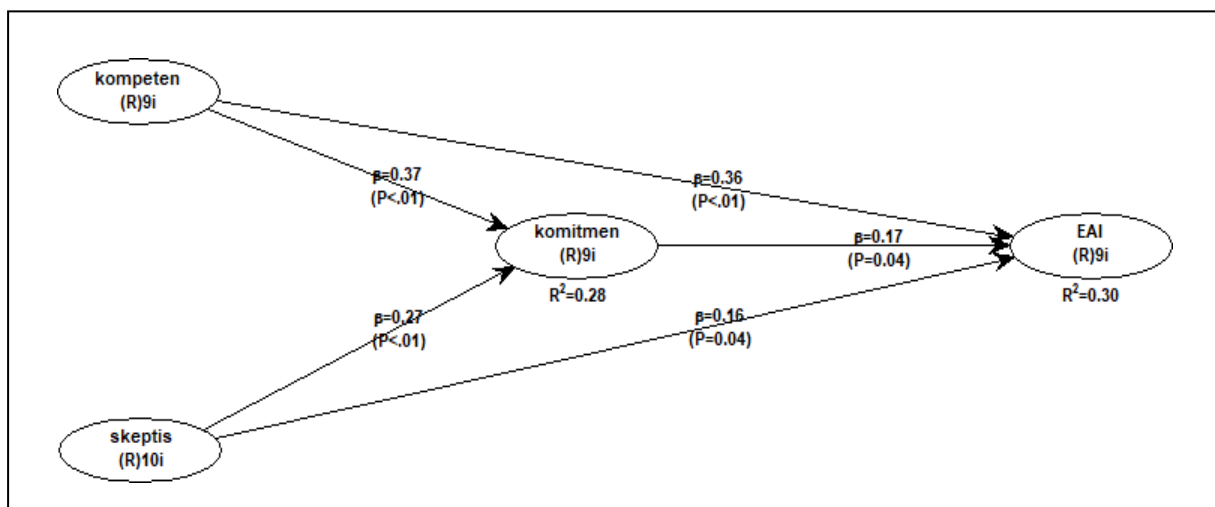 kompeten
(R)9i
β=0.37
(P<.01)
β=0.36
(P<.01)
komitmen
(R)9i
R²=0.28
β=0.17
(P=0.04)
EAI
(R)9i
R²=0.30
β=0.27
(P<.01)
β=0.16
(P=0.04)
skeptis
(R)10i